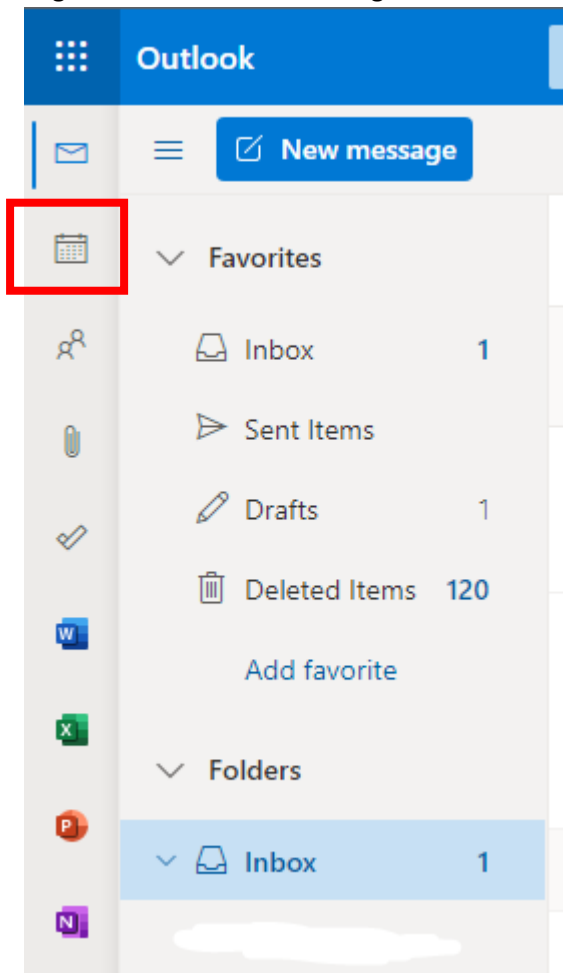 Outlook
New message
Favorites
Inbox 1
Sent Items
Drafts 1
Deleted Items 120
W
Add favorite
X
Folders
P
Inbox 1
N